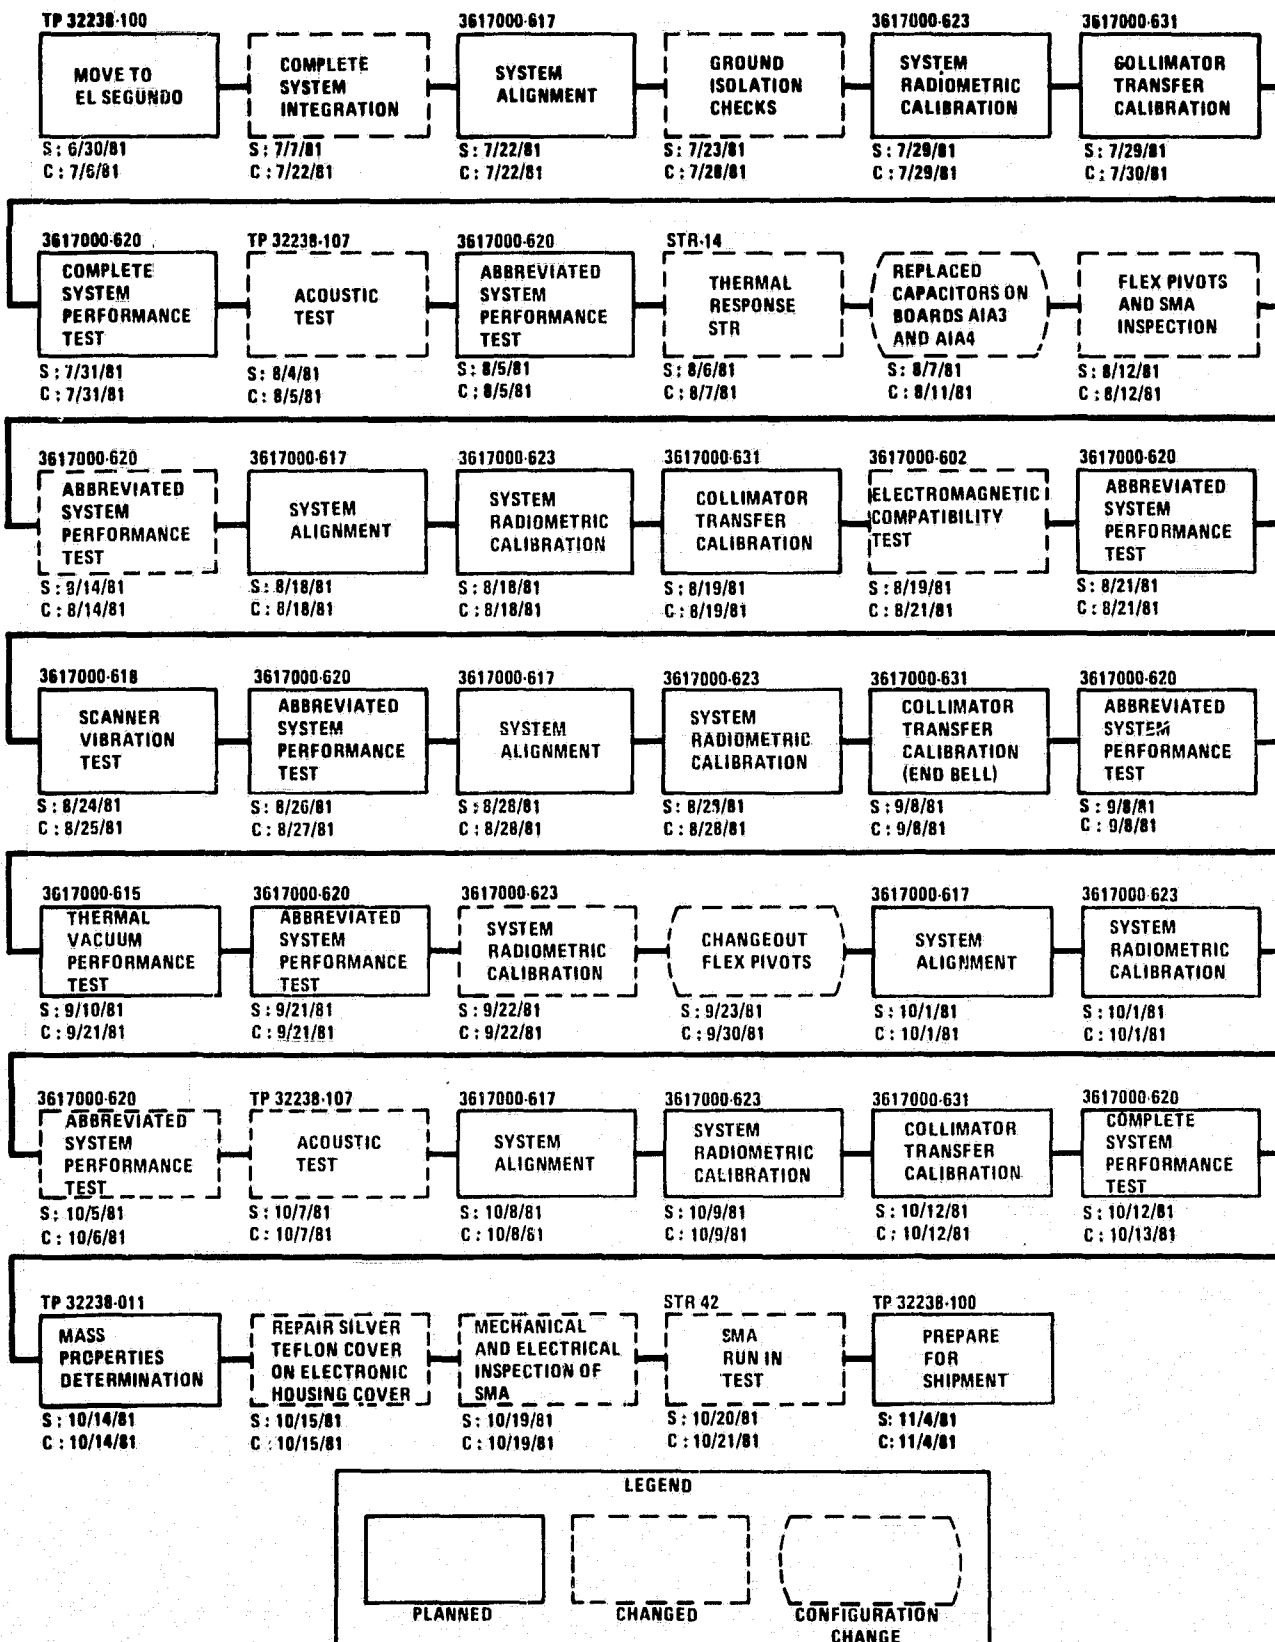 TP 32238-100
MOVE TO
EL SEGUNDO
S: 6/30/81
C: 7/6/81
COMPLETE
SYSTEM
INTEGRATION
S: 7/7/81
C: 7/22/81
3617000-617
SYSTEM
ALIGNMENT
S: 7/22/81
C: 7/22/81
GROUND
ISOLATION
CHECKS
S: 7/23/81
C: 7/28/81
3617000-623
SYSTEM
RADIOMETRIC
CALIBRATION
S: 7/29/81
C: 7/29/81
3617000-631
COLLIMATOR
TRANSFER
CALIBRATION
S: 7/29/81
C: 7/30/81
3617000-620
COMPLETE
SYSTEM
PERFORMANCE
TEST
S: 7/31/81
C: 7/31/81
TP 32238-107
ACOUSTIC
TEST
S: 8/4/81
C: 8/5/81
3617000-620
ABBREVIATED
SYSTEM
PERFORMANCE
TEST
S: 8/5/81
C: 8/5/81
STR-14
THERMAL
RESPONSE
STR
S: 8/6/81
C: 8/7/81
REPLACED
CAPACITORS ON
BOARDS AIA3
AND AIA4
S: 8/7/81
C: 8/11/81
FLEX PIVOTS
AND SMA
INSPECTION
S: 8/12/81
C: 8/12/81
3617000-620
ABBREVIATED
SYSTEM
PERFORMANCE
TEST
S: 8/14/81
C: 8/14/81
3617000-617
SYSTEM
ALIGNMENT
S: 8/18/81
C: 8/18/81
3617000-623
SYSTEM
RADIOMETRIC
CALIBRATION
S: 8/18/81
C: 8/18/81
3617000-631
COLLIMATOR
TRANSFER
CALIBRATION
S: 8/19/81
C: 8/19/81
3617000-602
ELECTROMAGNETIC
COMPATIBILITY
TEST
S: 8/19/81
C: 8/21/81
3617000-620
ABBREVIATED
SYSTEM
PERFORMANCE
TEST
S: 8/21/81
C: 8/21/81
3617000-618
SCANNER
VIBRATION
TEST
S: 8/24/81
C: 8/25/81
3617000-620
ABBREVIATED
SYSTEM
PERFORMANCE
TEST
S: 8/26/81
C: 8/27/81
3617000-617
SYSTEM
ALIGNMENT
S: 8/28/81
C: 8/28/81
3617000-623
SYSTEM
RADIOMETRIC
CALIBRATION
S: 8/29/81
C: 8/28/81
3617000-631
COLLIMATOR
TRANSFER
CALIBRATION
(END BELL)
S: 9/8/81
C: 9/8/81
3617000-620
ABBREVIATED
SYSTEM
PERFORMANCE
TEST
S: 9/8/81
C: 9/8/81
3617000-615
THERMAL
VACUUM
PERFORMANCE
TEST
S: 9/10/81
C: 9/21/81
3617000-620
ABBREVIATED
SYSTEM
PERFORMANCE
TEST
S: 9/21/81
C: 9/21/81
3617000-623
SYSTEM
RADIOMETRIC
CALIBRATION
S: 9/22/81
C: 9/22/81
CHANGEOUT
FLEX PIVOTS
S: 9/23/81
C: 9/30/81
3617000-617
SYSTEM
ALIGNMENT
S: 10/1/81
C: 10/1/81
3617000-623
SYSTEM
RADIOMETRIC
CALIBRATION
S: 10/1/81
C: 10/1/81
3617000-620
ABBREVIATED
SYSTEM
PERFORMANCE
TEST
S: 10/5/81
C: 10/6/81
TP 32238-107
ACOUSTIC
TEST
S: 10/7/81
C: 10/7/81
3617000-617
SYSTEM
ALIGNMENT
S: 10/8/81
C: 10/8/81
3617000-623
SYSTEM
RADIOMETRIC
CALIBRATION
S: 10/9/81
C: 10/9/81
3617000-631
COLLIMATOR
TRANSFER
CALIBRATION
S: 10/12/81
C: 10/12/81
3617000-620
COMPLETE
SYSTEM
PERFORMANCE
TEST
S: 10/12/81
C: 10/13/81
TP 32238-011
MASS
PROPERTIES
DETERMINATION
S: 10/14/81
C: 10/14/81
REPAIR SILVER
TEFLON COVER
ON ELECTRONIC
HOUSING COVER
S: 10/15/81
C: 10/15/81
MECHANICAL
AND ELECTRICAL
INSPECTION OF
SMA
S: 10/19/81
C: 10/19/81
STR 42
SMA
RUN IN
TEST
S: 10/20/81
C: 10/21/81
TP 32238-100
PREPARE
FOR
SHIPMENT
S: 11/4/81
C: 11/4/81
LEGEND
PLANNED
CHANGED
CONFIGURATION
CHANGE